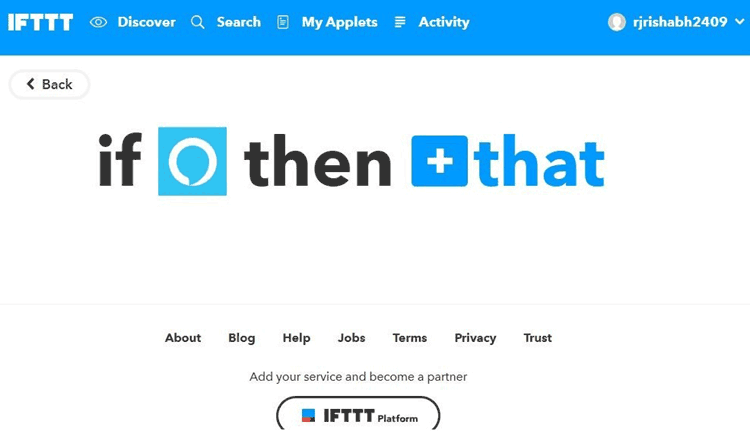 IFTTT Discover Search My Applets Activity rjrishabh2409
Back
if then +that
About Blog Help Jobs Terms Privacy Trust
Add your service and become a partner
IFTTT Platform